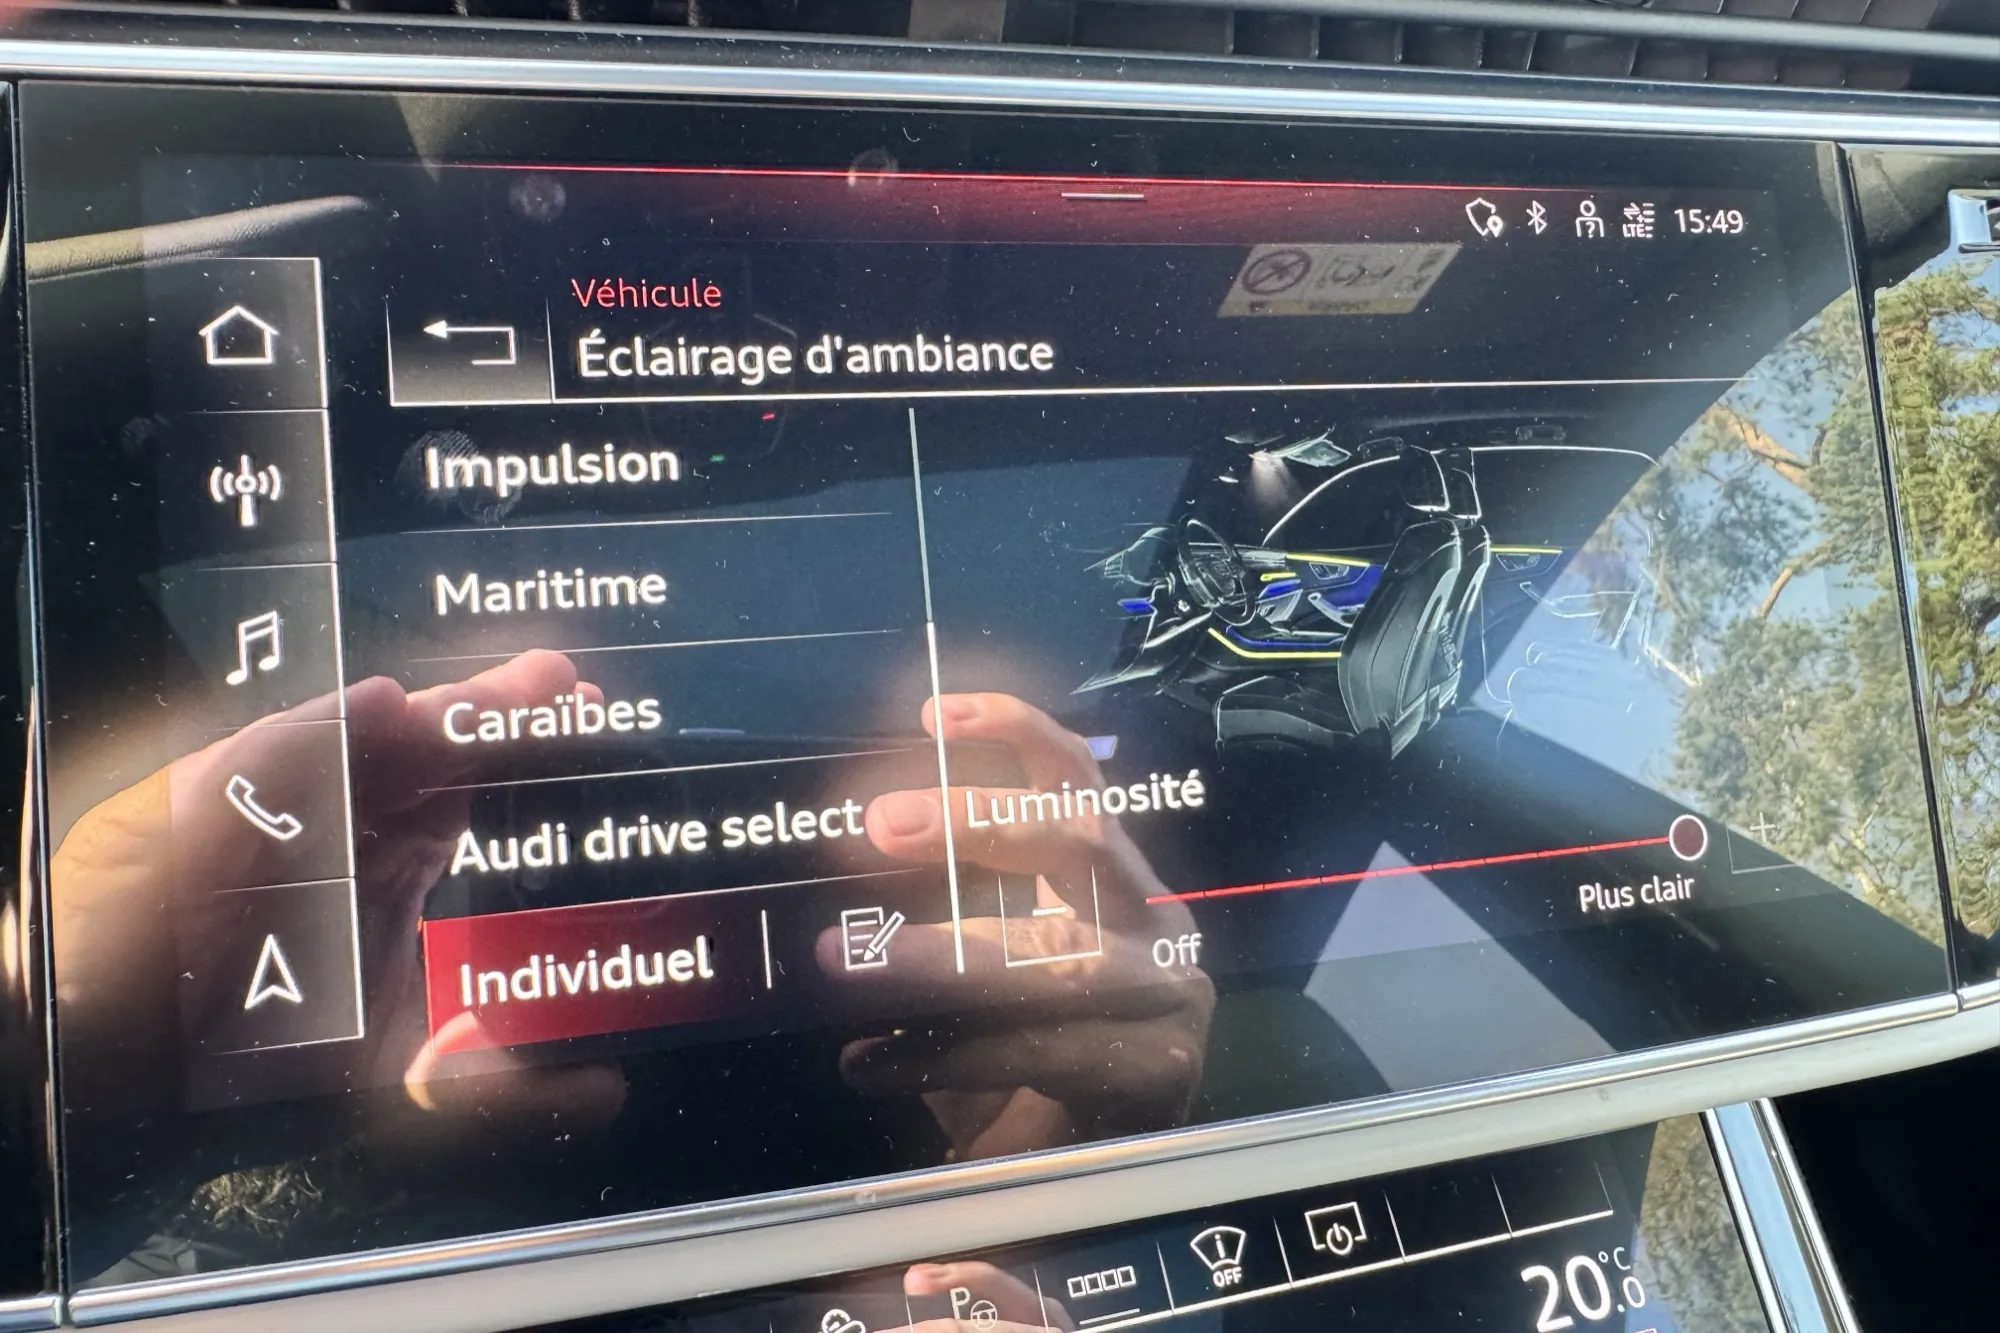 LTE
15:49
Véhicule
Éclairage d'ambiance
Impulsion
Maritime
Caraïbes
Audi drive select
Individuel
Luminosité
Plus clair
Off
P
OFF
20.0 °C